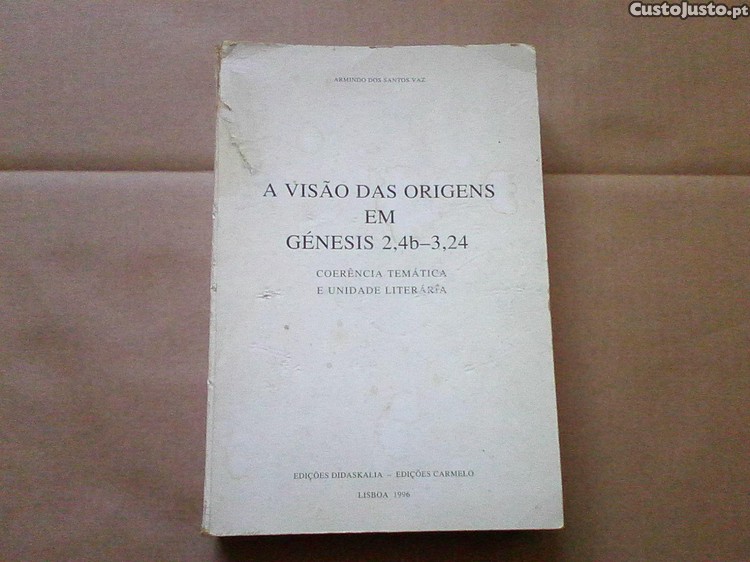 CustoJusto.pt
ARMINDO DOS SANTOS VAZ
A VISÃO DAS ORIGENS
EM
GÉNESIS 2,4b–3,24
COERÊNCIA TEMÁTICA
E UNIDADE LITERÁRIA
EDIÇÕES DIDASKALIA – EDIÇÕES CARMELO
LISBOA 1996